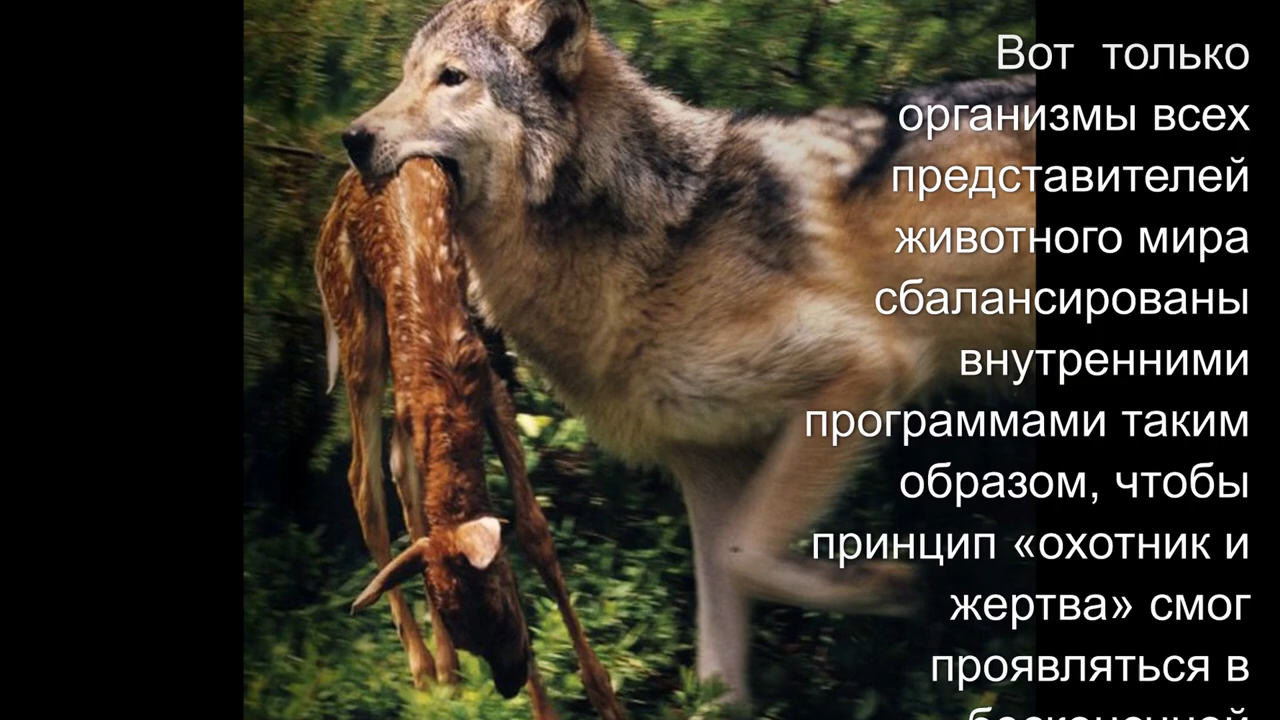 Вот только
организмы всех
представителей
животного мира
сбалансированы
внутренними
программами таким
образом, чтобы
принцип «охотник и
жертва» смог
проявляться в